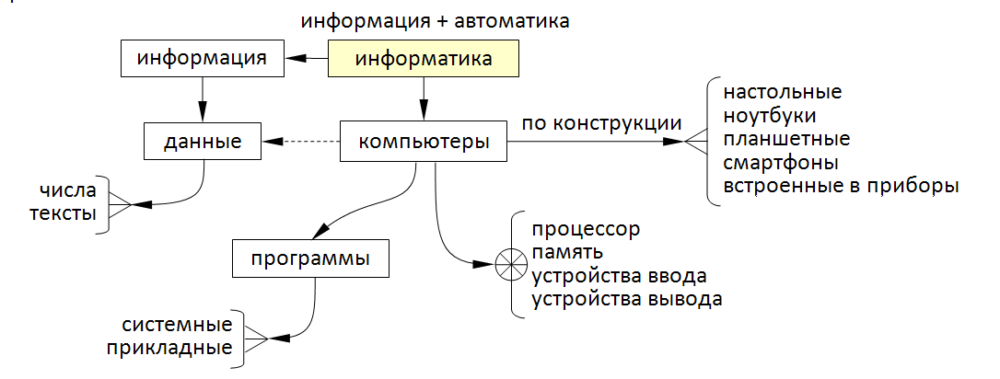 информация + автоматика
информация
информатика
данные
компьютеры
по конструкции
настольные
ноутбуки
планшетные
смартфоны
встроенные в приборы
числа
тексты
программы
процессор
память
устройства ввода
устройства вывода
системные
прикладные